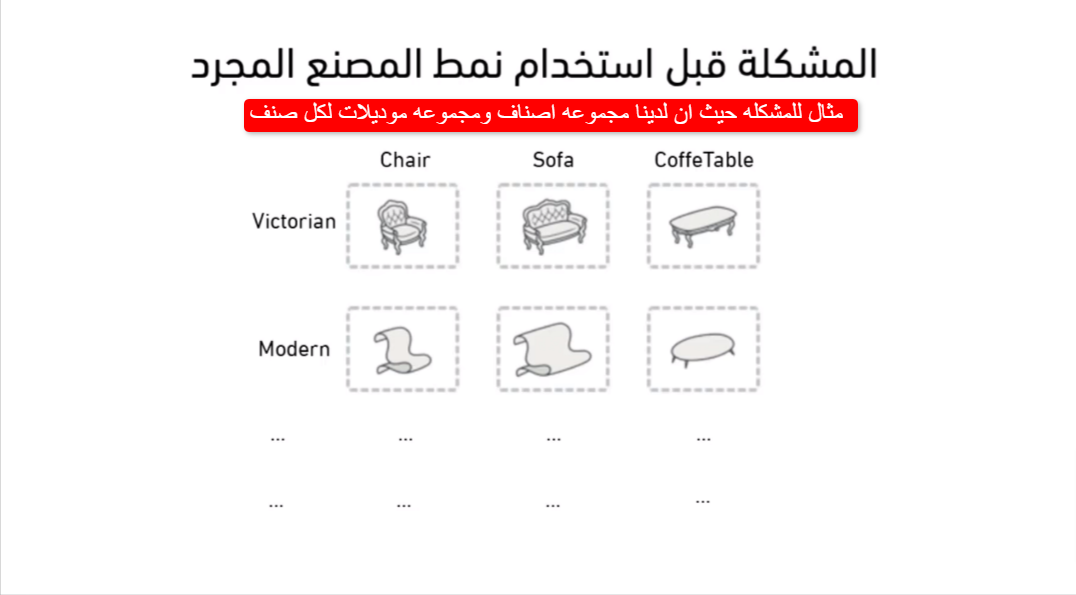 المشكلة قبل استخدام نمط المصنع المجرد
مثال للمشكله حيث ان لدينا مجموعه اصناف ومجموعه موديلات لكل صنف
Chair Sofa CoffeTable
Victorian
Modern
... ... ... ...
... ... ... ...